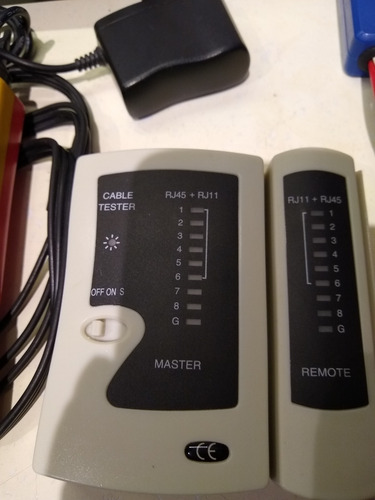 CABLE
TESTER
RJ45 + RJ11
1
2
3
4
5
6
7
8
G
OFF ON S
MASTER
CE
RJ11 + RJ45
1
2
3
4
5
6
7
8
G
REMOTE